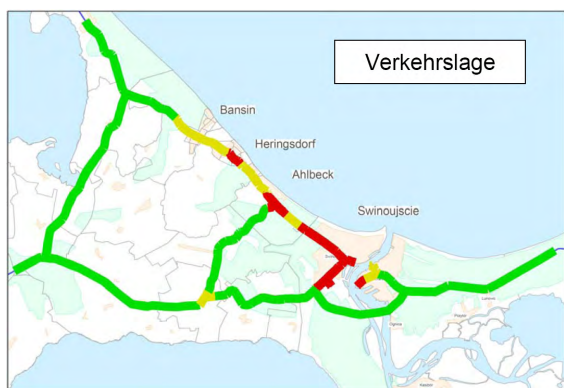 Verkehrslage
Bansin
Heringsdorf
Ahlbeck
Swinoujscie